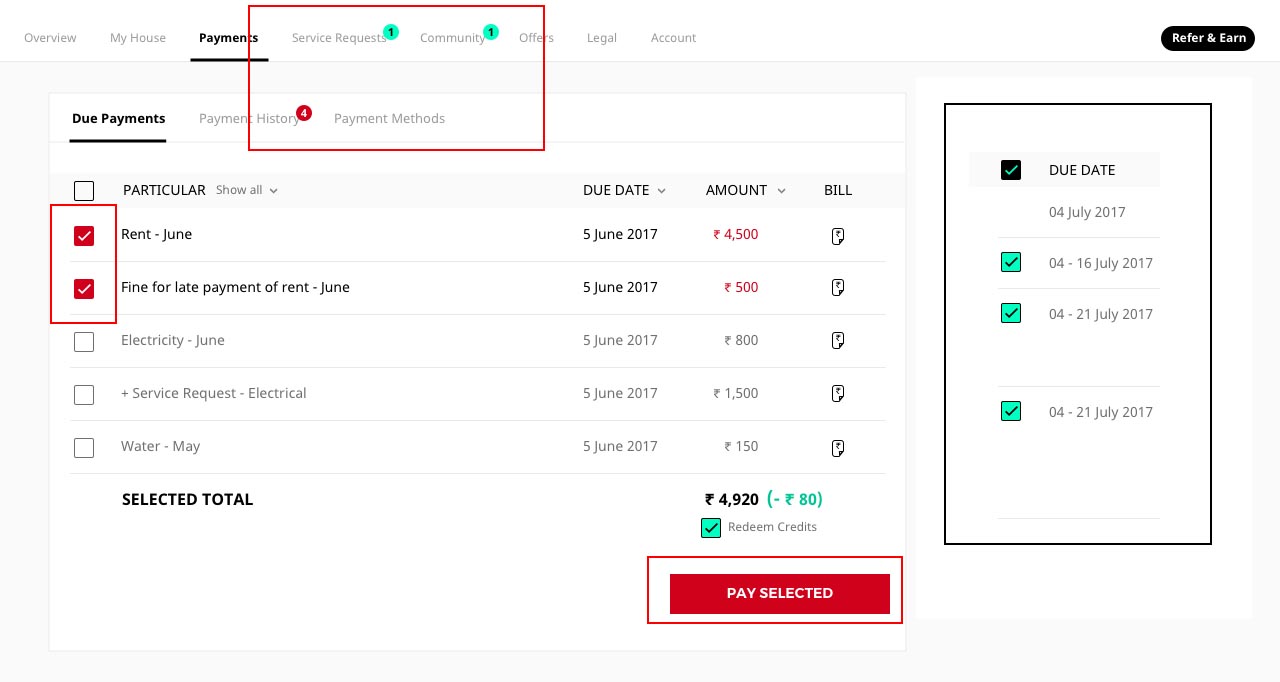 Overview My House Payments Service Requests 1 Community 1 Offers Legal Account Refer & Earn
Due Payments Payment History 4 Payment Methods
PARTICULAR Show all DUE DATE AMOUNT BILL
Rent - June 5 June 2017 ₹ 4,500
Fine for late payment of rent - June 5 June 2017 ₹ 500
Electricity - June 5 June 2017 ₹ 800
+ Service Request - Electrical 5 June 2017 ₹ 1,500
Water - May 5 June 2017 ₹ 150
SELECTED TOTAL ₹ 4,920 (- ₹ 80)
Redeem Credits
PAY SELECTED
DUE DATE
04 July 2017
04 - 16 July 2017
04 - 21 July 2017
04 - 21 July 2017